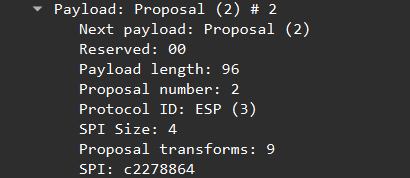 Payload: Proposal (2) # 2
Next payload: Proposal (2)
Reserved: 00
Payload length: 96
Proposal number: 2
Protocol ID: ESP (3)
SPI Size: 4
Proposal transforms: 9
SPI: c2278864